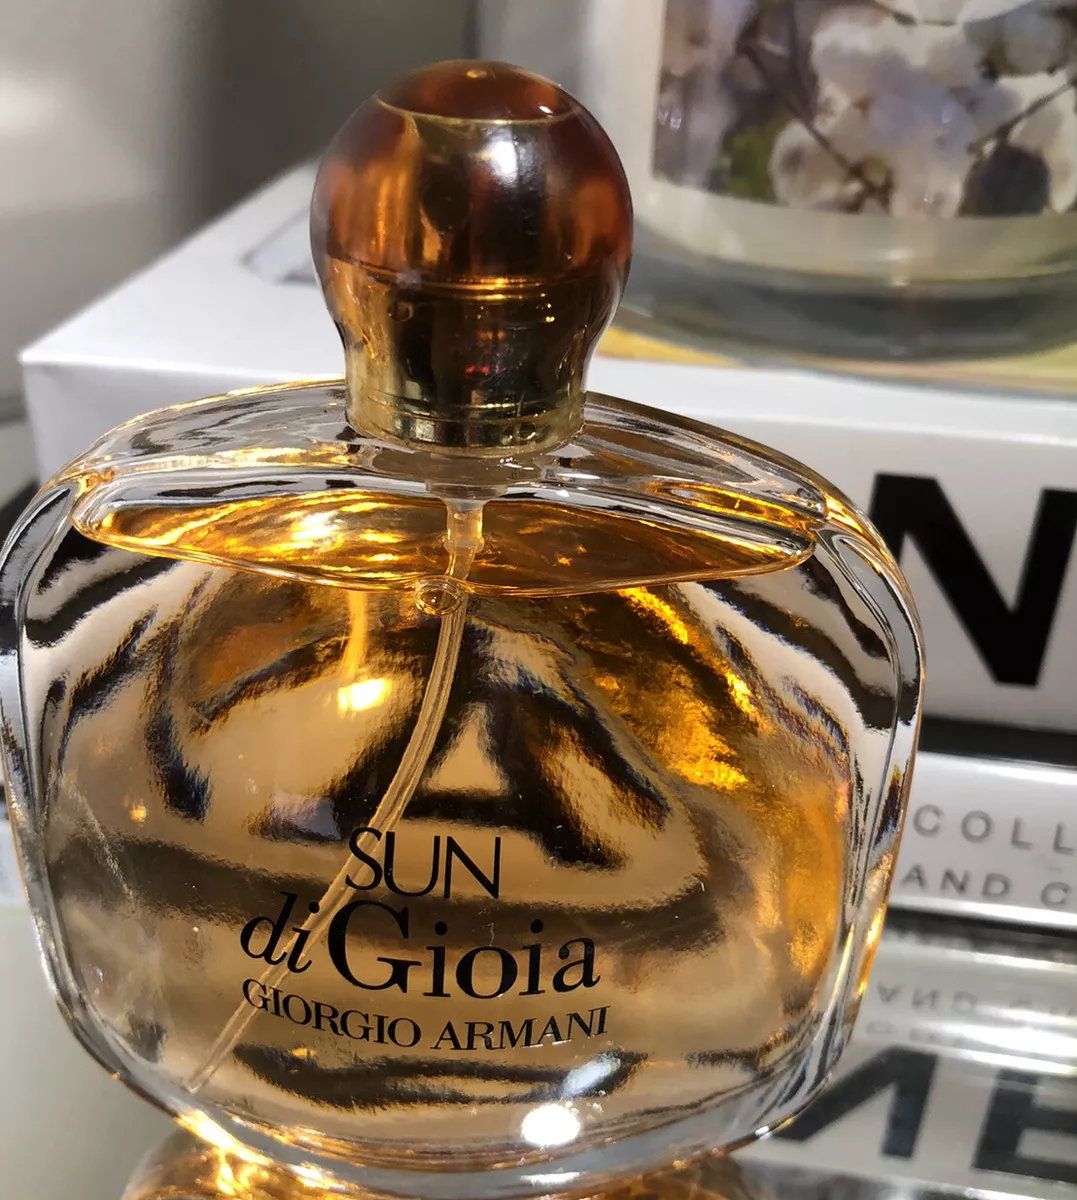 SUN
di Gioia
GIORGIO ARMANI
N
COLL
AND C